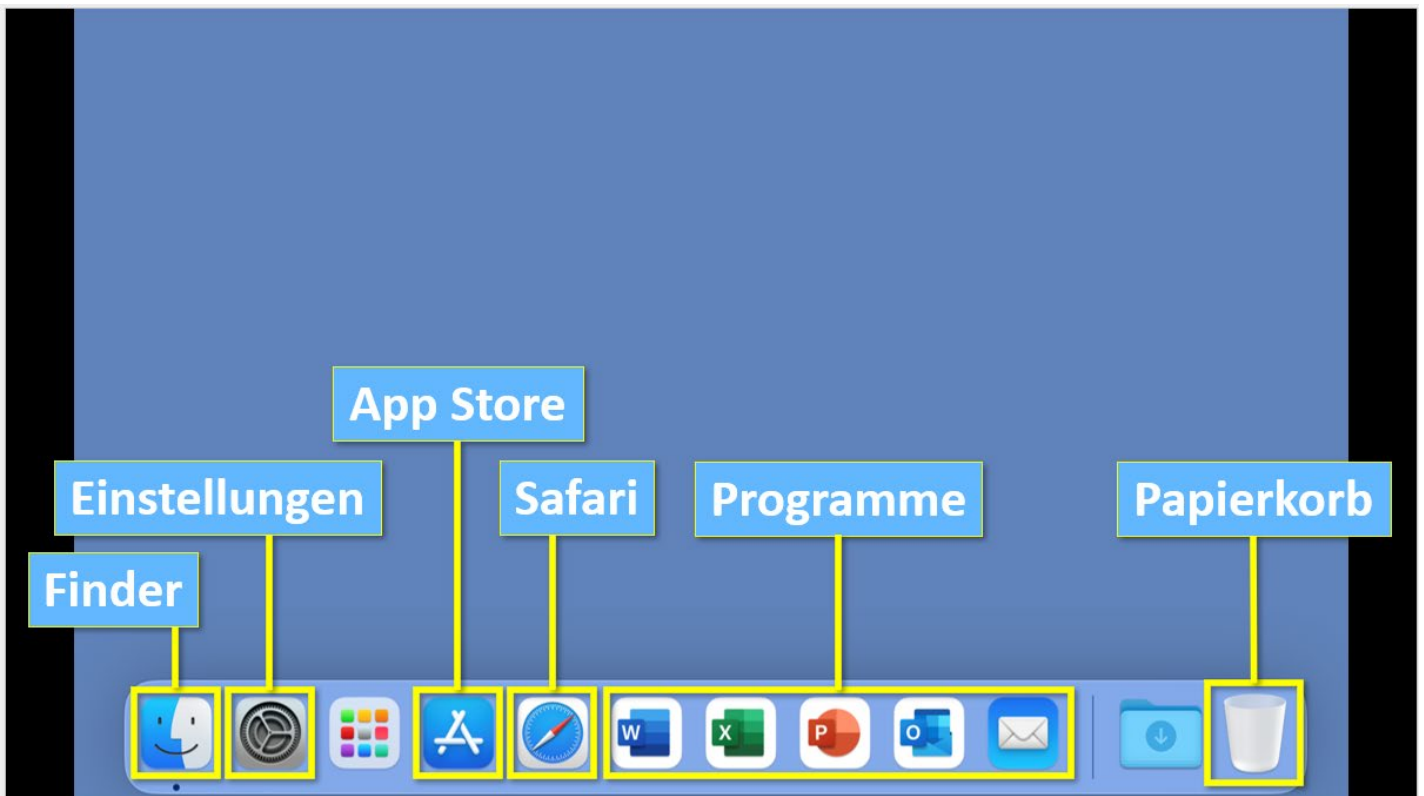 App Store
Einstellungen
Safari
Programme
Papierkorb
Finder
W
X
P
O